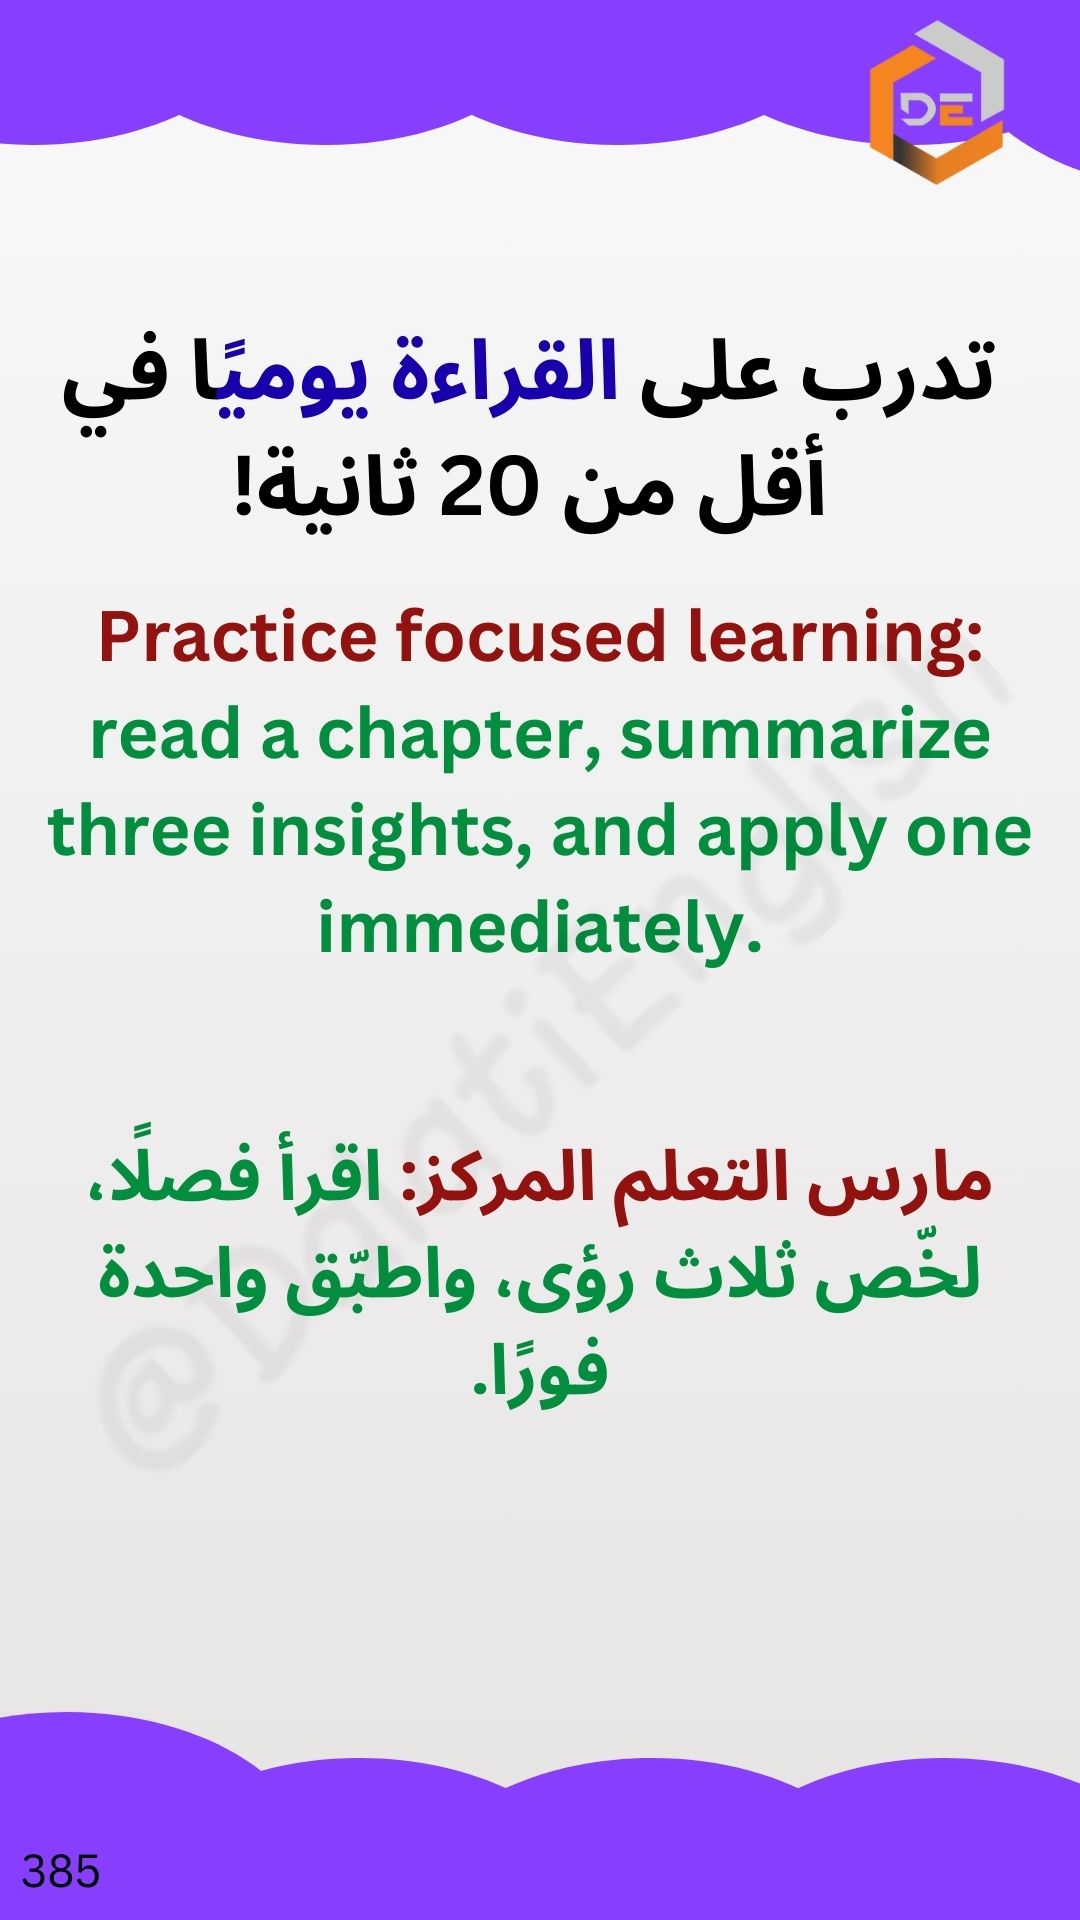 DE
تدرب على القراءة يوميًا في
أقل من 20 ثانية!
Practice focused learning:
read a chapter, summarize
three insights, and apply one
immediately.
مارس التعلم المركز: اقرأ فصلًا،
لخّص ثلاث رؤى، واطبّق واحدة
فورًا.
@DalatiEnglish
385